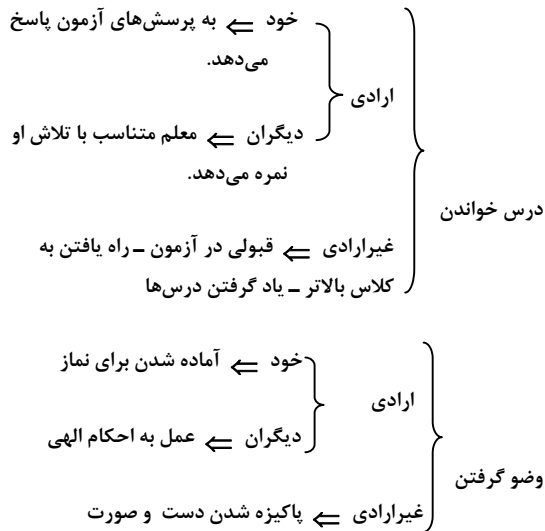 خود ⇐ به پرسش‌های آزمون پاسخ
می‌دهد.
ارادی
دیگران ⇐ معلم متناسب با تلاش او
نمره می‌دهد.
درس خواندن
غیرارادی ⇐ قبولی در آزمون ـ راه یافتن به
کلاس بالاتر ـ یاد گرفتن درس‌ها
خود ⇐ آماده شدن برای نماز
ارادی
دیگران ⇐ عمل به احکام الهی
وضو گرفتن
غیرارادی ⇐ پاکیزه شدن دست و صورت